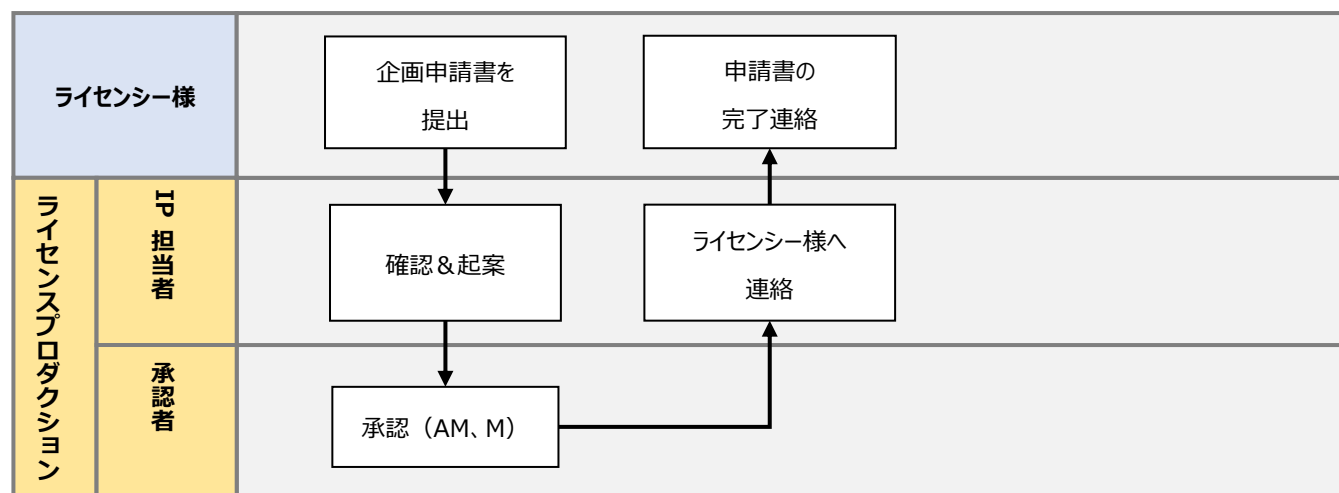 ライセンシー様
企画申請書を
提出
申請書の
完了連絡
ライセンスプロダクション
IP 担当者
確認＆起案
ライセンシー様へ
連絡
承認者
承認（AM、M）